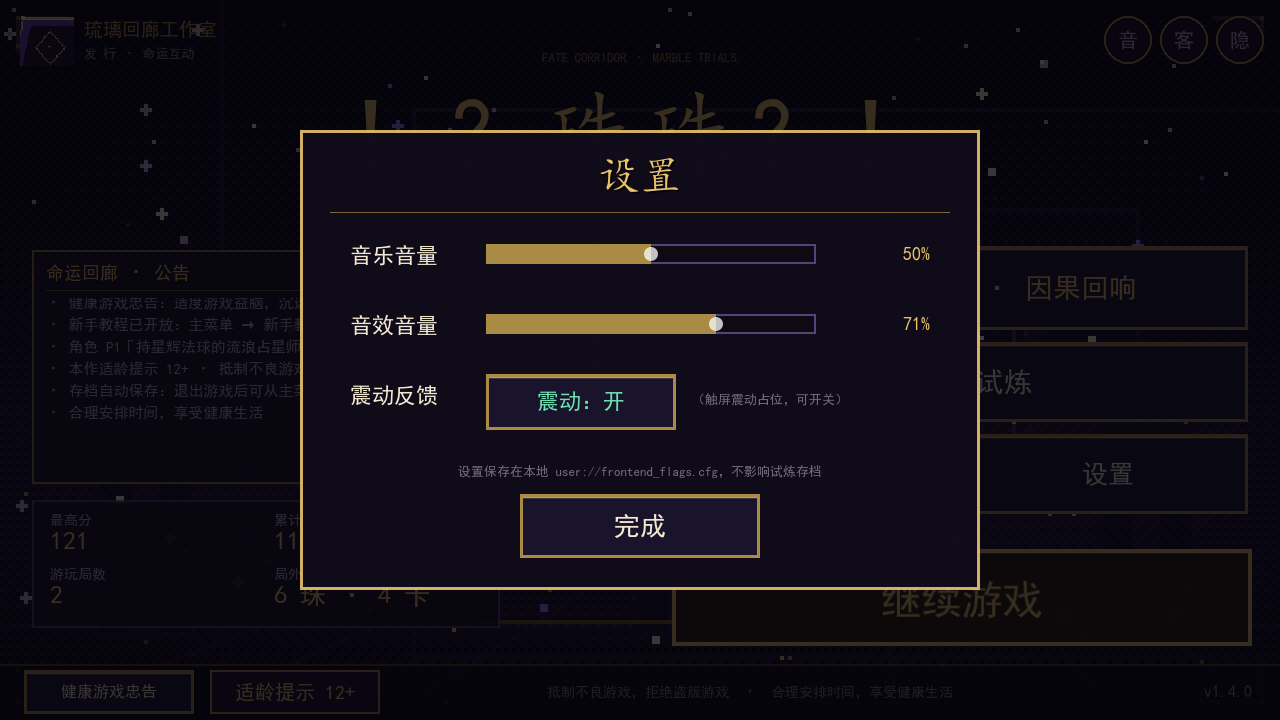 琉璃回廊工作室
发 行 · 命运互动
音 客 隐
FATE CORRIDOR · MARBLE TRIALS
！？珠珠？！
设置
音乐音量 50%
音效音量 71%
震动反馈 震动：开 （触屏震动占位，可开关）
设置保存在本地 user://frontend_flags.cfg，不影响试炼存档
完成
命运回廊 · 公告
· 健康游戏忠告：适度游戏益脑，沉
· 新手教程已开放：主菜单 → 新手
· 角色 P1「持星辉法球的流浪占星师
· 本作适龄提示 12+ · 抵制不良游
· 存档自动保存：退出游戏后可从主
· 合理安排时间，享受健康生活
最高分 累计
121 11
游玩局数 局外
2 6 珠 · 4 卡
· 因果回响
试炼
设置
继续游戏
健康游戏忠告
适龄提示 12+
抵制不良游戏，拒绝盗版游戏 · 合理安排时间，享受健康生活
v1.4.0